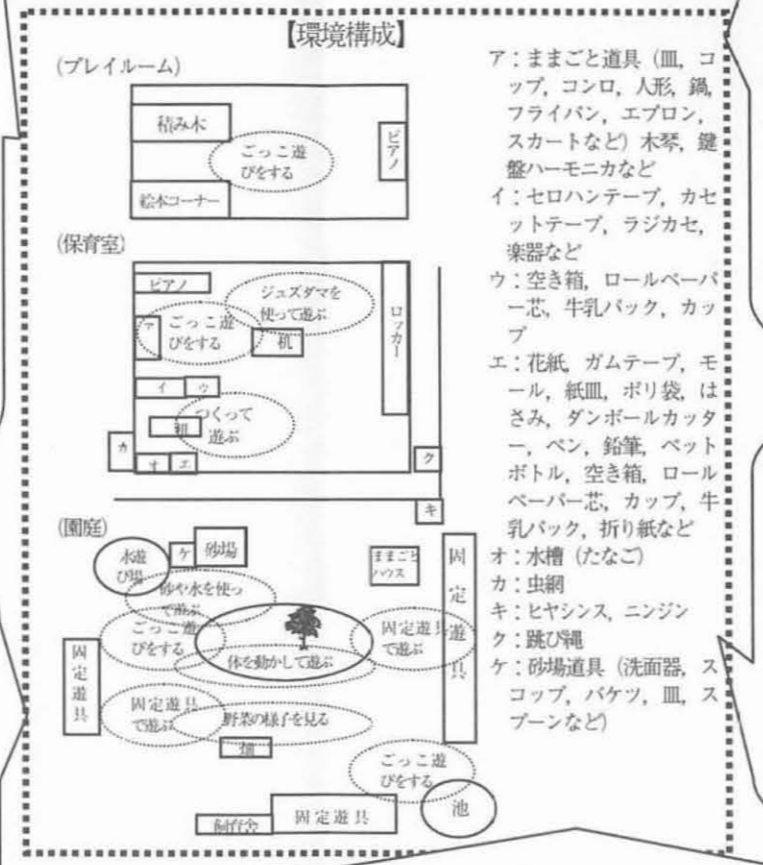 【環境構成】
(プレイルーム)
積み木
ごっこ遊
びをする
ピアノ
絵本コーナー
(保育室)
ピアノ
ジュズダマを
使って遊ぶ
ア
ごっこ遊
びをする
机
ロッカー
イ
ウ
つくって
遊ぶ
机
カ
オ
エ
ク
キ
(園庭)
水遊
び場
ケ
砂場
ままごと
ハウス
固定遊具
砂や水を使っ
て遊ぶ
ごっこ遊
びをする
固定遊具
で遊ぶ
体を動かして遊ぶ
固定遊具
固定遊具
で遊ぶ
野菜の様子を見る
畑
ごっこ遊
びをする
飼育舎
固定遊具
池
ア：ままごと道具（皿，コ
ップ，コンロ，人形，鍋，
フライパン，エプロン，
スカートなど）木琴，鍵
盤ハーモニカなど
イ：セロハンテープ，カセ
ットテープ，ラジカセ，
楽器など
ウ：空き箱，ロールペーパ
ー芯，牛乳パック，カッ
プ
エ：花紙，ガムテープ，モ
ール，紙皿，ポリ袋，は
さみ，ダンボールカッタ
ー，ペン，鉛筆，ペット
ボトル，空き箱，ロール
ペーパー芯，カップ，牛
乳パック，折り紙など
オ：水槽（たなご）
カ：虫網
キ：ヒヤシンス，ニンジン
ク：跳び縄
ケ：砂場道具（洗面器，ス
コップ，バケツ，皿，ス
プーンなど）